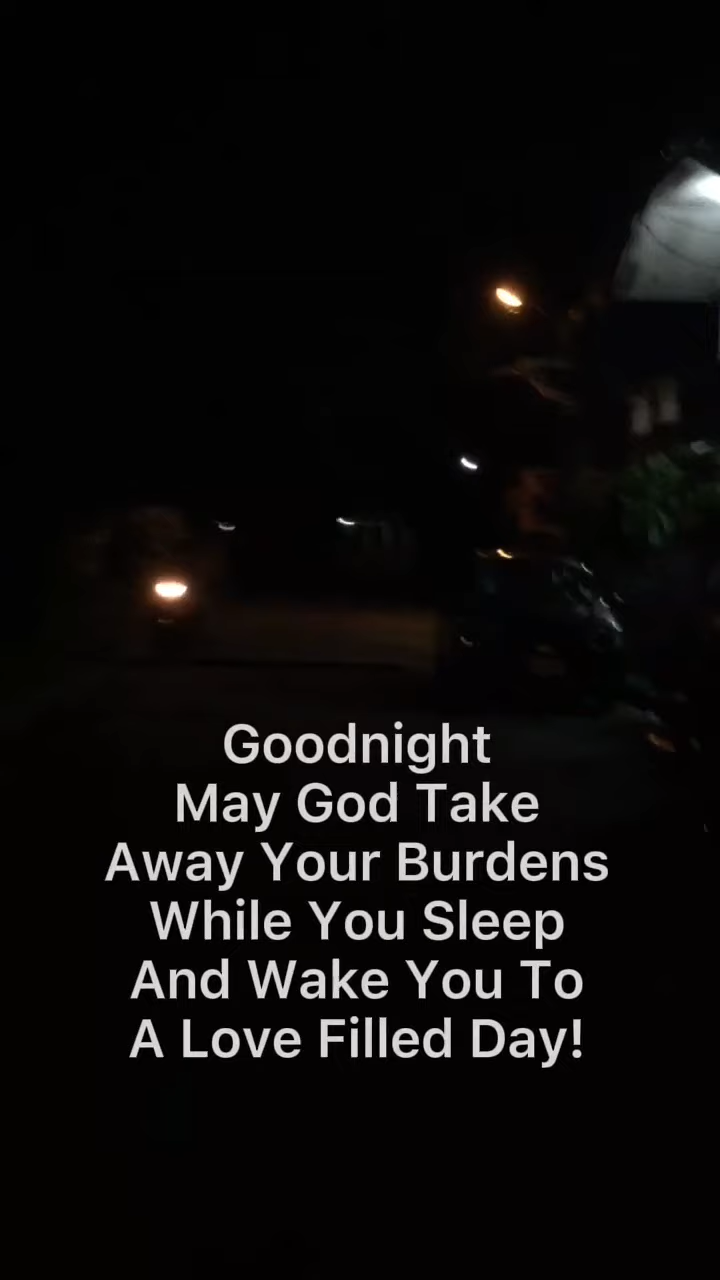 Goodnight
May God Take
Away Your Burdens
While You Sleep
And Wake You To
A Love Filled Day!